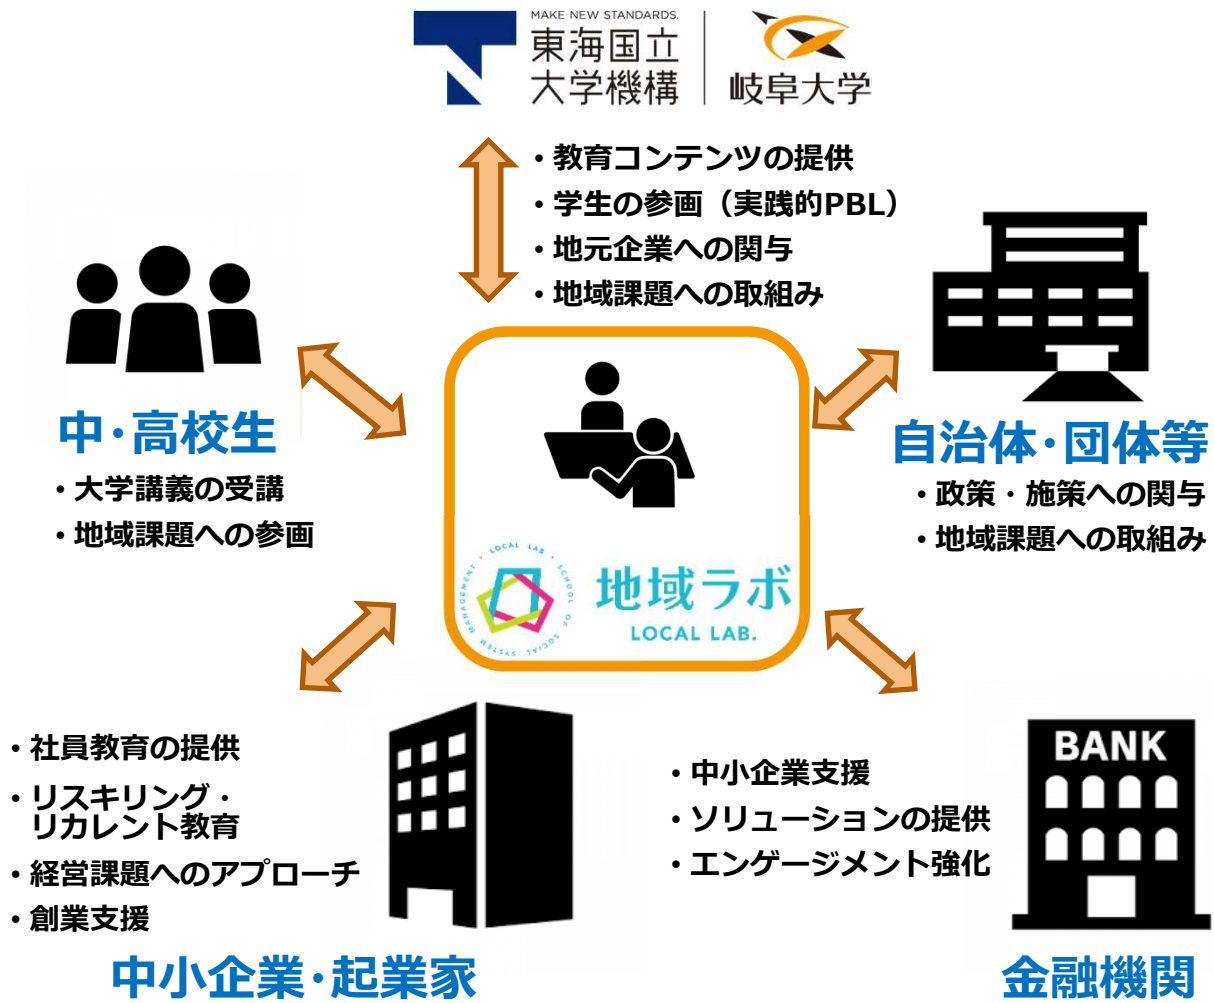 MAKE NEW STANDARDS.
東海国立
大学機構
岐阜大学
・教育コンテンツの提供
・学生の参画（実践的PBL）
・地元企業への関与
・地域課題への取組み
中・高校生
・大学講義の受講
・地域課題への参画
自治体・団体等
・政策・施策への関与
・地域課題への取組み
LOCAL LAB • SCHOOL OF SOCIAL SYSTEM MANAGEMENT •
地域ラボ
LOCAL LAB.
・社員教育の提供
・リスキリング・
リカレント教育
・経営課題へのアプローチ
・創業支援
中小企業・起業家
・中小企業支援
・ソリューションの提供
・エンゲージメント強化
BANK
金融機関